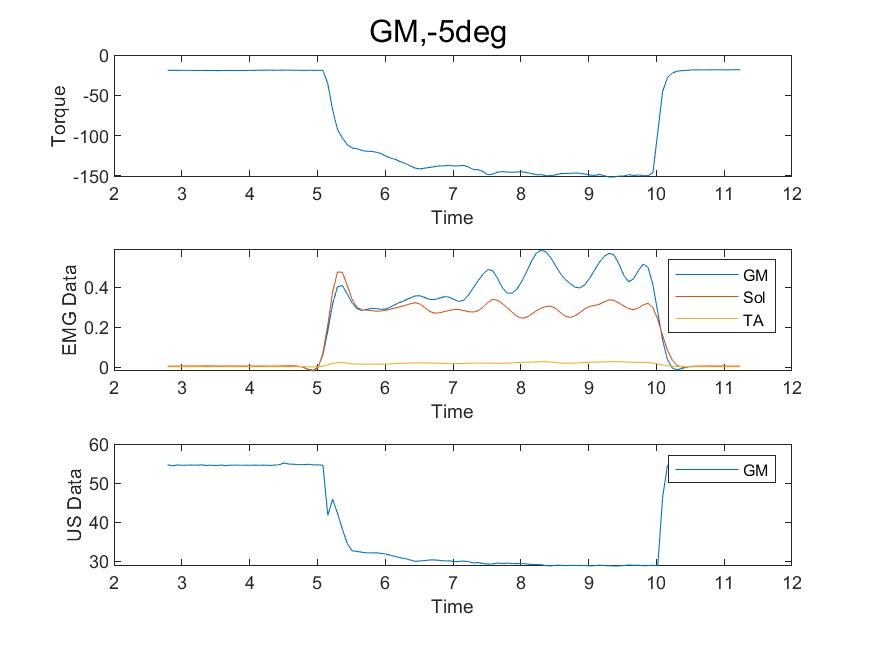 GM,-5deg
0
-50
-100
-150
Torque
2 3 4 5 6 7 8 9 10 11 12
Time
0.4
0.2
0
EMG Data
GM
Sol
TA
2 3 4 5 6 7 8 9 10 11 12
Time
60
50
40
30
US Data
GM
2 3 4 5 6 7 8 9 10 11 12
Time